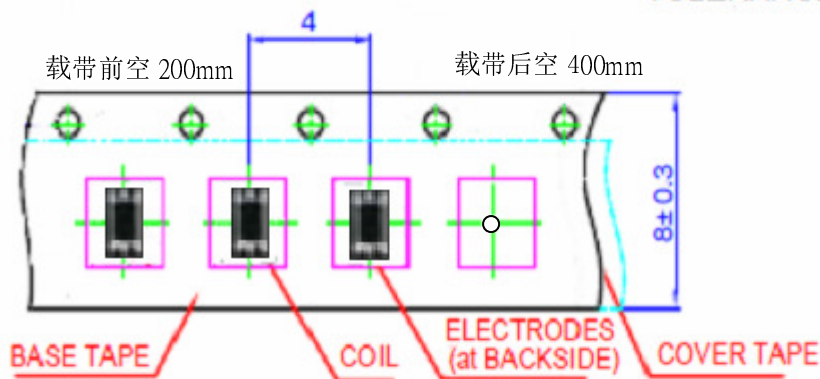 4
载带前空 200mm
载带后空 400mm
8± 0.3
ELECTRODES
(at BACKSIDE)
BASE TAPE
COIL
COVER TAPE